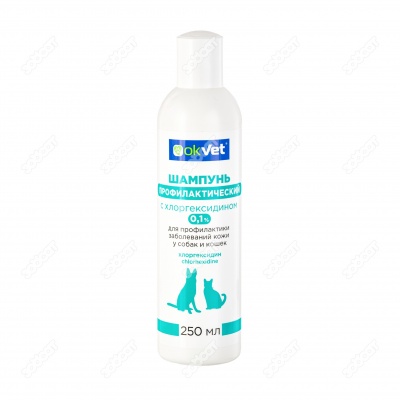 okvet®
ШАМПУНЬ
ПРОФИЛАКТИЧЕСКИЙ
с хлоргексидином
0,1%
для профилактики
заболеваний кожи
у собак и кошек
хлоргексидин
chlorhexidine
250 мл